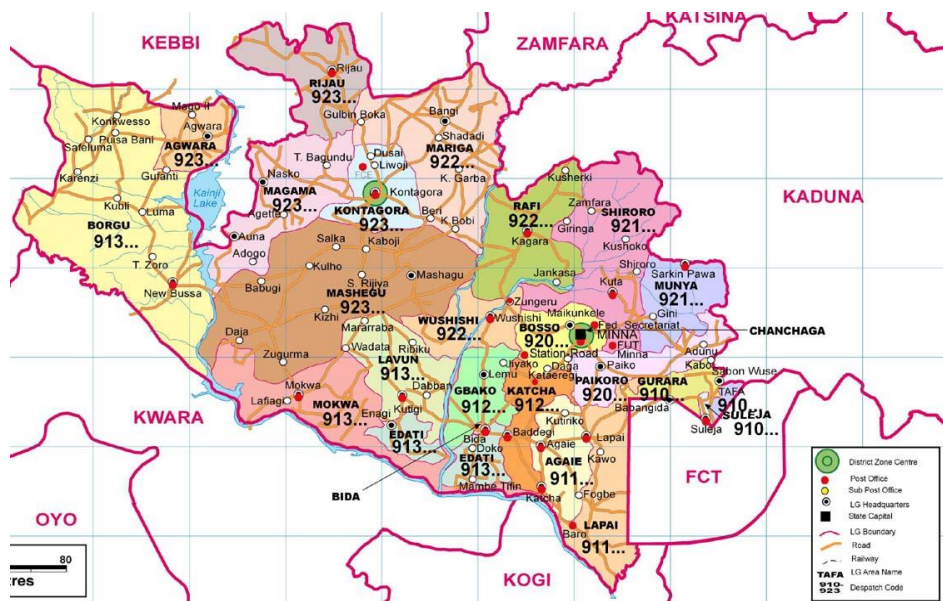 KATSINA
KEBBI
ZAMFARA
Rijau
RIJAU
923...
Gulbin Boka
Bangi
Shadadi
MARIGA
922...
K. Garba
Konkwesso
Mago II
Puisa Bani
Agwara
Safeluma
AGWARA
923...
Karenzi
Gufanti
Kubli
Luma
BORGU
913...
T. Zoro
New Bussa
Kainji
Lake
T. Bagundu
Dusai
Liwoji
FCE
Nasko
MAGAMA
923...
Agette
Kontagora
KONTAGORA
923...
Auna
Adogo
Beri
K Bobi
Salka
Kaboji
Kulho
Babugi
S. Rijiya
Mashagu
MASHEGU
923...
Kizhi
Mararraba
Daja
Zugurma
Wadata
Kusherki
RAFI
922...
Zamfara
Giringa
Kagara
SHIRORO
921...
Kushoko
KADUNA
Jankasa
Shiroro
Sarkin Pawa
MUNYA
921...
Kuta
Gini
Zungeru
Wushishi
WUSHISHI
922...
Maikunkele
Fed. Secretariat
BOSSO
920...
MINNA
CHANCHAGA
FUT
Minna
Station Road
Daga
Kataeregi
Paiko
PAIKORO
920...
Adunu
Kabo
GURARA
910...
Sabon Wuse
TAFA
910...
Babangida
SULEJA
910...
Suleja
Ribiku
LAVUN
913...
Dabban
Lemu
GBAKO
912...
KATCHA
912...
Mokwa
Lafiagi
MOKWA
913...
Enagi
Kutigi
EDATI
913...
Bida
Doko
EDATI
913...
Mambe Tifin
BIDA
Baddegi
Kutiriko
Agaie
AGAIE
911...
Lapai
Kawo
Katcha
Fogbe
LAPAI
911...
Baro
KWARA
OYO
KOGI
FCT
80
tres
District Zone Centre
Post Office
Sub Post Office
LG Headquarters
State Capital
LG Boundary
Road
Railway
TAFA
LG Area Name
910-
923
Despatch Code